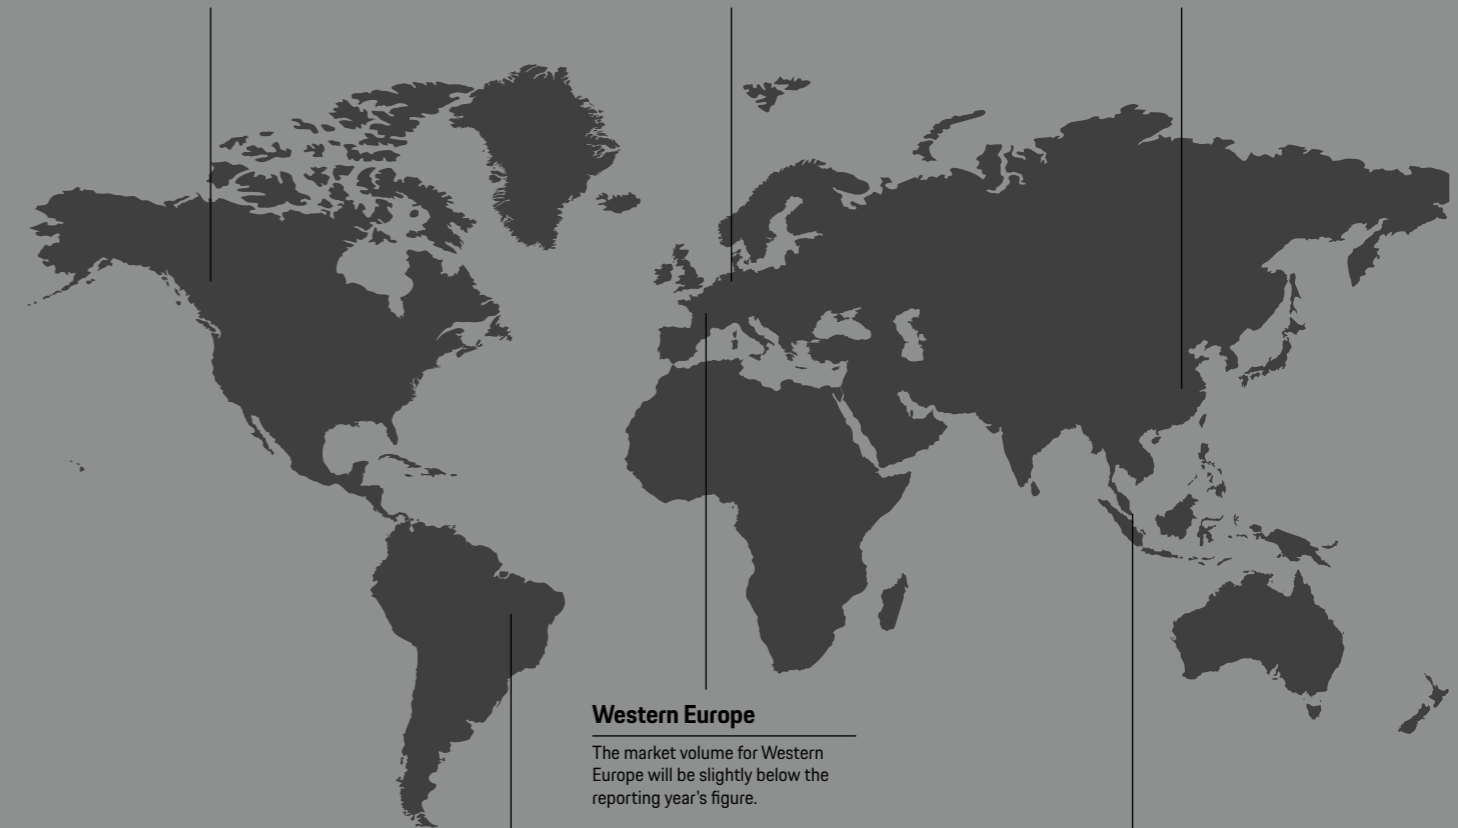 Western Europe
The market volume for Western
Europe will be slightly below the
reporting year's figure.